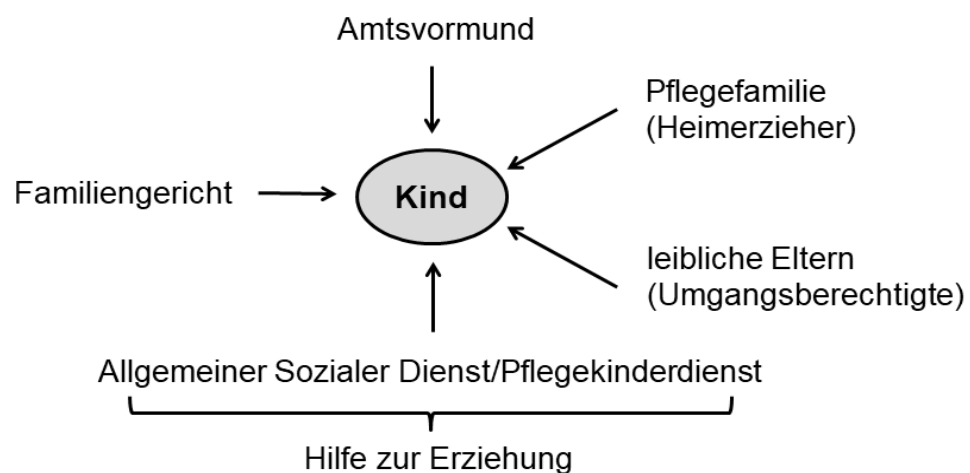 Amtsvormund
Pflegefamilie
(Heimerzieher)
Familiengericht
Kind
leibliche Eltern
(Umgangsberechtigte)
Allgemeiner Sozialer Dienst/Pflegekinderdienst
Hilfe zur Erziehung